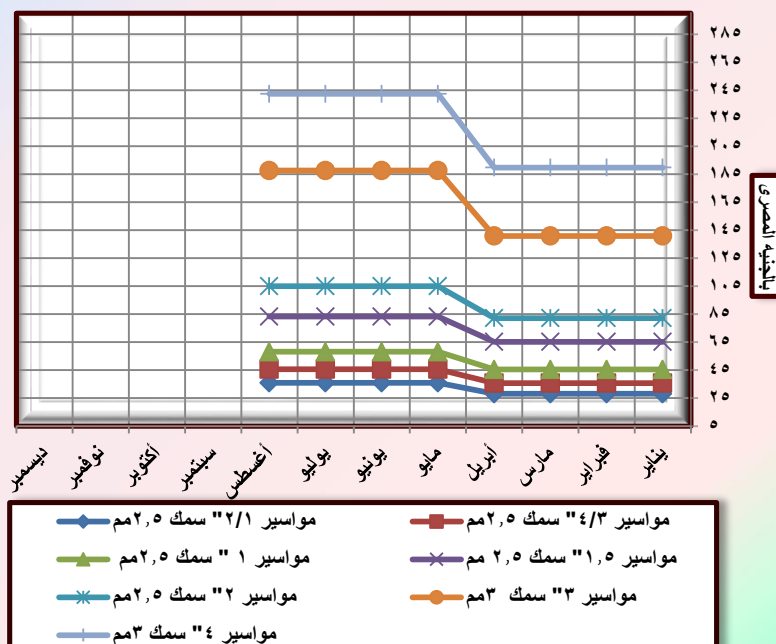 ٢٨٥
٢٦٥
٢٤٥
٢٢٥
٢٠٥
١٨٥
١٦٥
١٤٥
١٢٥
١٠٥
٨٥
٦٥
٤٥
٢٥
٥
بالجنيه المصرى
يناير
فبراير
مارس
أبريل
مايو
يونيو
يوليو
أغسطس
سبتمبر
أكتوبر
نوفمبر
ديسمبر
مواسير ٤/٣" سمك ٢,٥مم
مواسير ٢/١" سمك ٢,٥مم
مواسير ١,٥" سمك ٢,٥ مم
مواسير ١ " سمك ٢,٥مم
مواسير ٣" سمك ٣مم
مواسير ٢" سمك ٢,٥مم
مواسير ٤" سمك ٣مم